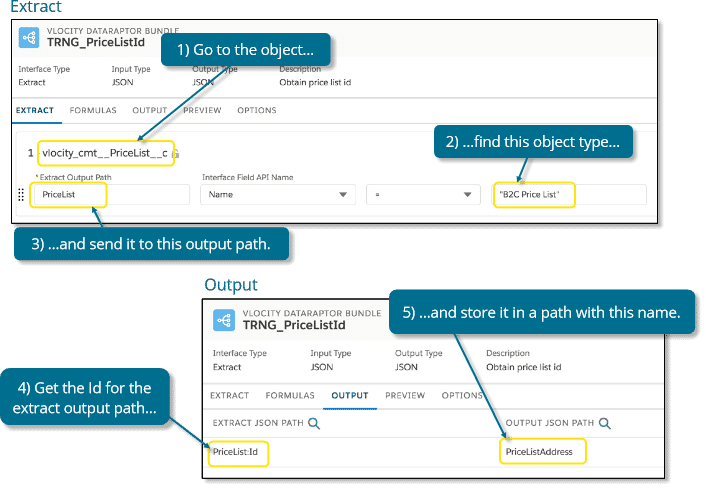 Extract
VLOCITY DATARAPTOR BUNDLE
TRNG_PriceListId
1) Go to the object...
Interface Type
Input Type
Output Type
Description
Extract
JSON
JSON
Obtain price list id
EXTRACT FORMULAS OUTPUT PREVIEW OPTIONS
2) ...find this object type...
1 vlocity_cmt__PriceList__c
*Extract Output Path
Interface Field API Name
PriceList
Name
=
"B2C Price List"
3) ...and send it to this output path.
Output
VLOCITY DATARAPTOR BUNDLE
TRNG_PriceListId
5) ...and store it in a path with this name.
Interface Type
Input Type
Output Type
Description
Extract
JSON
JSON
Obtain price list id
4) Get the Id for the
extract output path...
EXTRACT FORMULAS OUTPUT PREVIEW OPTIONS
EXTRACT JSON PATH
OUTPUT JSON PATH
PriceList:Id
PriceListAddress